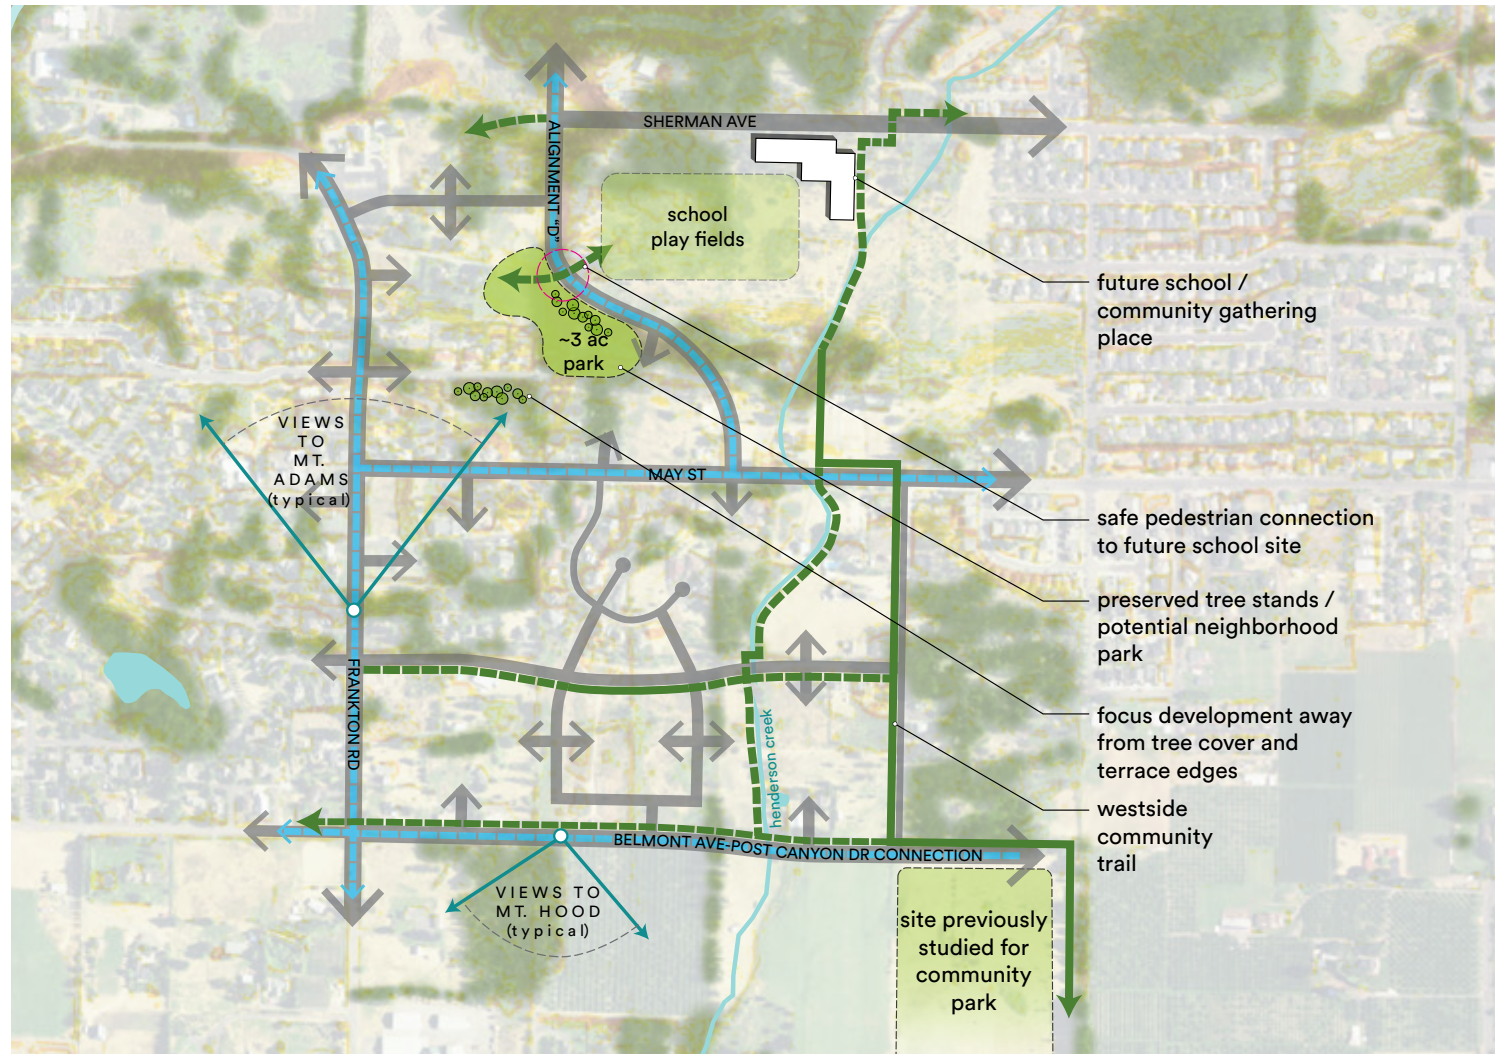 SHERMAN AVE
ALIGNMENT "D"
school
play fields
~3 ac
park
future school /
community gathering
place
VIEWS
TO
MT.
ADAMS
(typical)
MAY ST
safe pedestrian connection
to future school site
preserved tree stands /
potential neighborhood
park
focus development away
from tree cover and
terrace edges
FRANKTON RD
henderson creek
westside
community
trail
BELMONT AVE-POST CANYON DR CONNECTION
VIEWS TO
MT. HOOD
(typical)
site previously
studied for
community
park